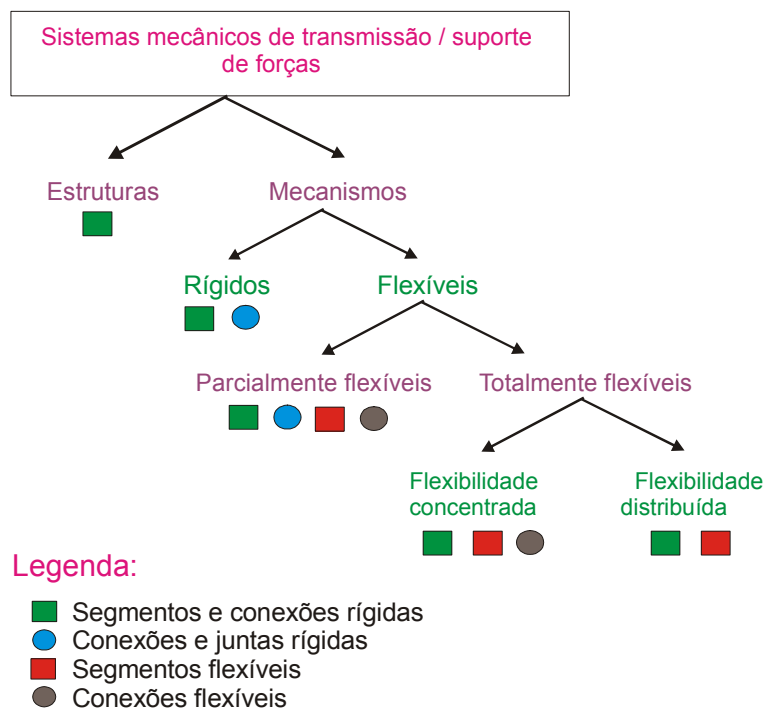 Sistemas mecânicos de transmissão / suporte
de forças
Estruturas
Mecanismos
Rígidos
Flexíveis
Parcialmente flexíveis
Totalmente flexíveis
Flexibilidade
concentrada
Flexibilidade
distribuída
Legenda:
Segmentos e conexões rígidas
Conexões e juntas rígidas
Segmentos flexíveis
Conexões flexíveis